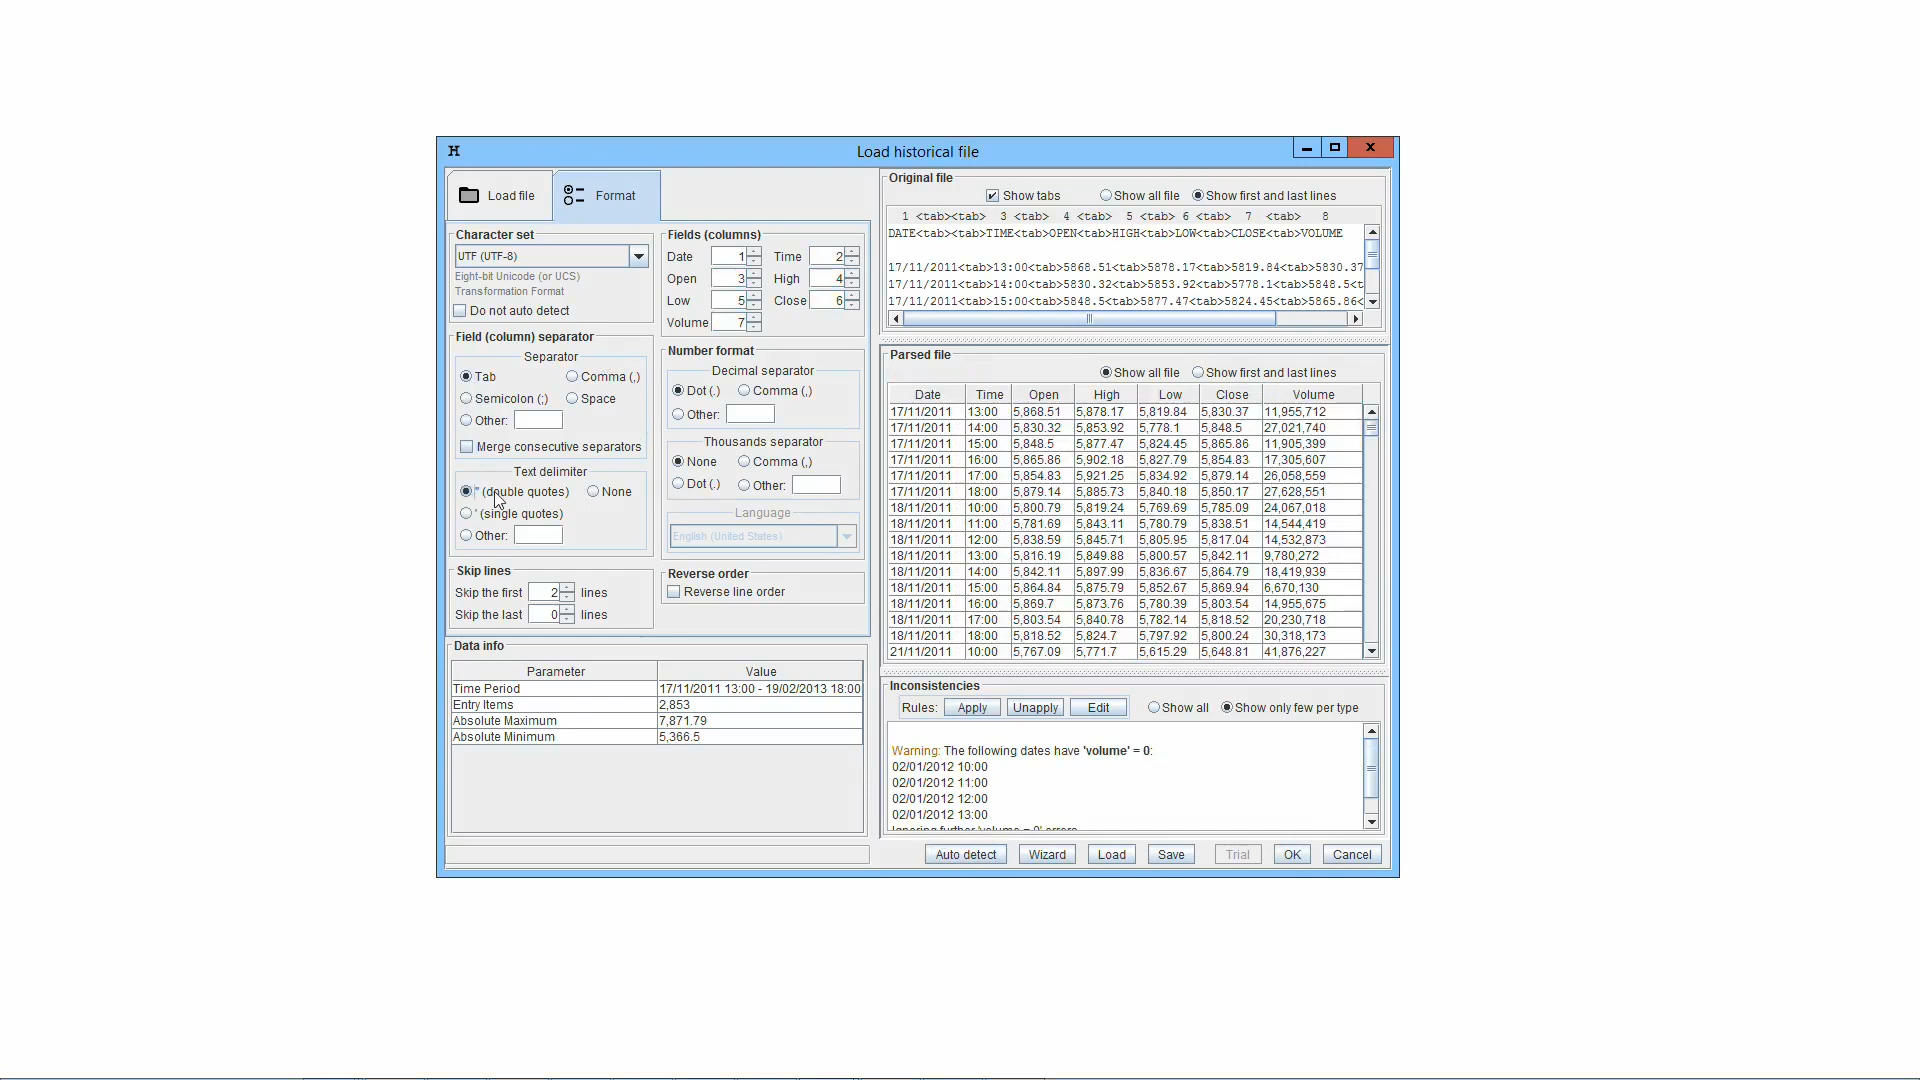 H
Load historical file
X
Load file
Format
Character set
UTF (UTF-8)
Eight-bit Unicode (or UCS)
Transformation Format
Do not auto detect
Field (column) separator
Separator
Tab
Comma (,)
Semicolon (;)
Space
Other:
Merge consecutive separators
Text delimiter
" (double quotes)
None
' (single quotes)
Other:
Skip lines
Skip the first 2 lines
Skip the last 0 lines
Fields (columns)
Date 1 Time 2
Open 3 High 4
Low 5 Close 6
Volume 7
Number format
Decimal separator
Dot (.) Comma (,)
Other:
Thousands separator
None Comma (,)
Dot (.) Other:
Language
English (United States)
Reverse order
Reverse line order
Data info
Parameter Value
Time Period 17/11/2011 13:00 - 19/02/2013 18:00
Entry Items 2,853
Absolute Maximum 7,871.79
Absolute Minimum 5,366.5
Original file
Show tabs Show all file Show first and last lines
1 <tab><tab> 3 <tab> 4 <tab> 5 <tab> 6 <tab> 7 <tab> 8
DATE<tab><tab>TIME<tab>OPEN<tab>HIGH<tab>LOW<tab>CLOSE<tab>VOLUME
17/11/2011<tab>13:00<tab>5868.51<tab>5878.17<tab>5819.84<tab>5830.37
17/11/2011<tab>14:00<tab>5830.32<tab>5853.92<tab>5778.1<tab>5848.5<t
17/11/2011<tab>15:00<tab>5848.5<tab>5877.47<tab>5824.45<tab>5865.86<
Parsed file
Show all file Show first and last lines
Date Time Open High Low Close Volume
17/11/2011 13:00 5,868.51 5,878.17 5,819.84 5,830.37 11,955,712
17/11/2011 14:00 5,830.32 5,853.92 5,778.1 5,848.5 27,021,740
17/11/2011 15:00 5,848.5 5,877.47 5,824.45 5,865.86 11,905,399
17/11/2011 16:00 5,865.86 5,902.18 5,827.79 5,854.83 17,305,607
17/11/2011 17:00 5,854.83 5,921.25 5,834.92 5,879.14 26,058,559
17/11/2011 18:00 5,879.14 5,885.73 5,840.18 5,850.17 27,628,551
18/11/2011 10:00 5,800.79 5,819.24 5,769.69 5,785.09 24,067,018
18/11/2011 11:00 5,781.69 5,843.11 5,780.79 5,838.51 14,544,419
18/11/2011 12:00 5,838.59 5,845.71 5,805.95 5,817.04 14,532,873
18/11/2011 13:00 5,816.19 5,849.88 5,800.57 5,842.11 9,780,272
18/11/2011 14:00 5,842.11 5,897.99 5,836.67 5,864.79 18,419,939
18/11/2011 15:00 5,864.84 5,875.79 5,852.67 5,869.94 6,670,130
18/11/2011 16:00 5,869.7 5,873.76 5,780.39 5,803.54 14,955,675
18/11/2011 17:00 5,803.54 5,840.78 5,782.14 5,818.52 20,230,718
18/11/2011 18:00 5,818.52 5,824.7 5,797.92 5,800.24 30,318,173
21/11/2011 10:00 5,767.09 5,771.7 5,615.29 5,648.81 41,876,227
Inconsistencies
Rules: Apply Unapply Edit Show all Show only few per type
Warning: The following dates have 'volume' = 0:
02/01/2012 10:00
02/01/2012 11:00
02/01/2012 12:00
02/01/2012 13:00
Ignoring further 'volume = 0' errors
Auto detect Wizard Load Save Trial OK Cancel